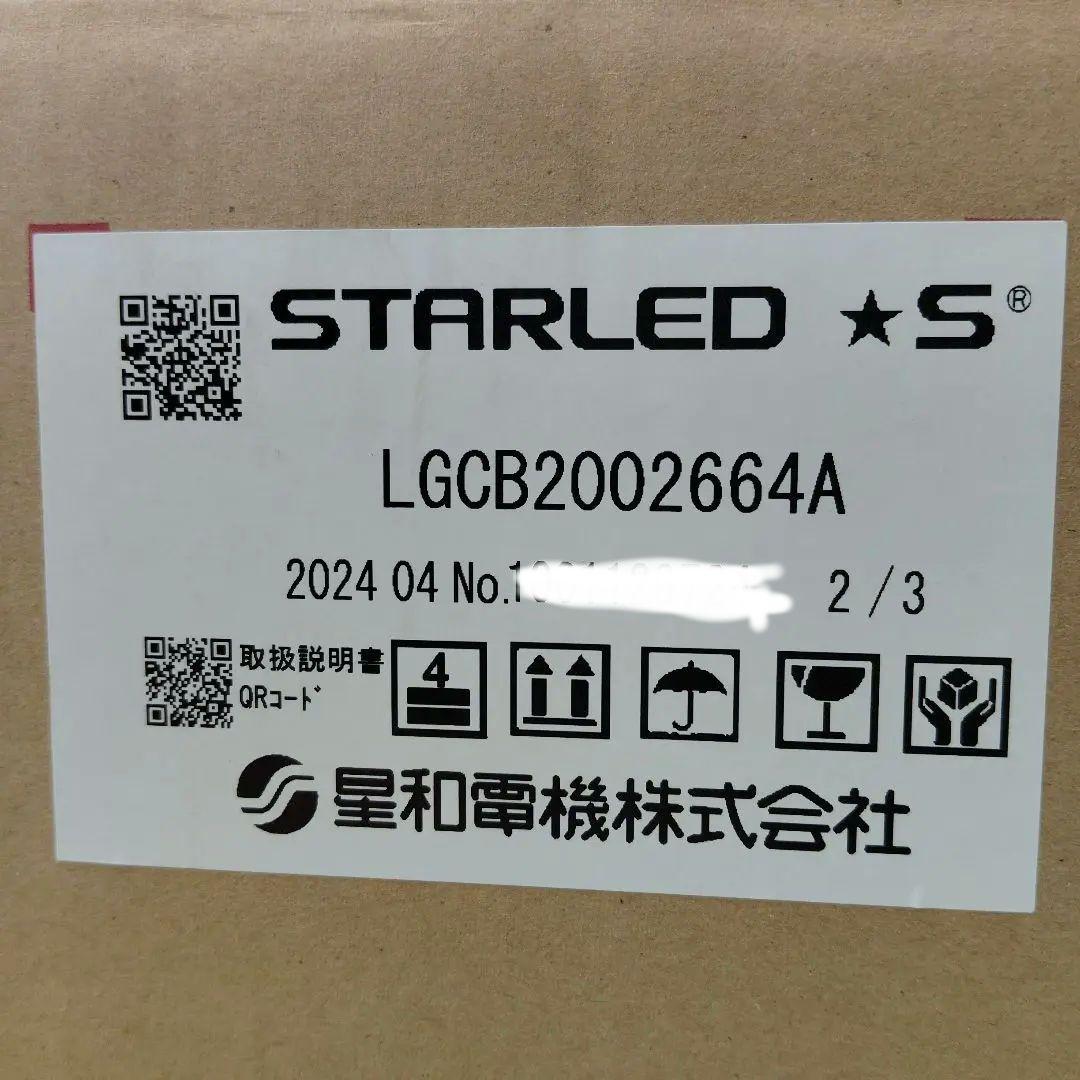 STARLED ★S®
LGCB2002664A
2024 04 No. 2/3
取扱説明書
QRコード
4
星和電機株式会社